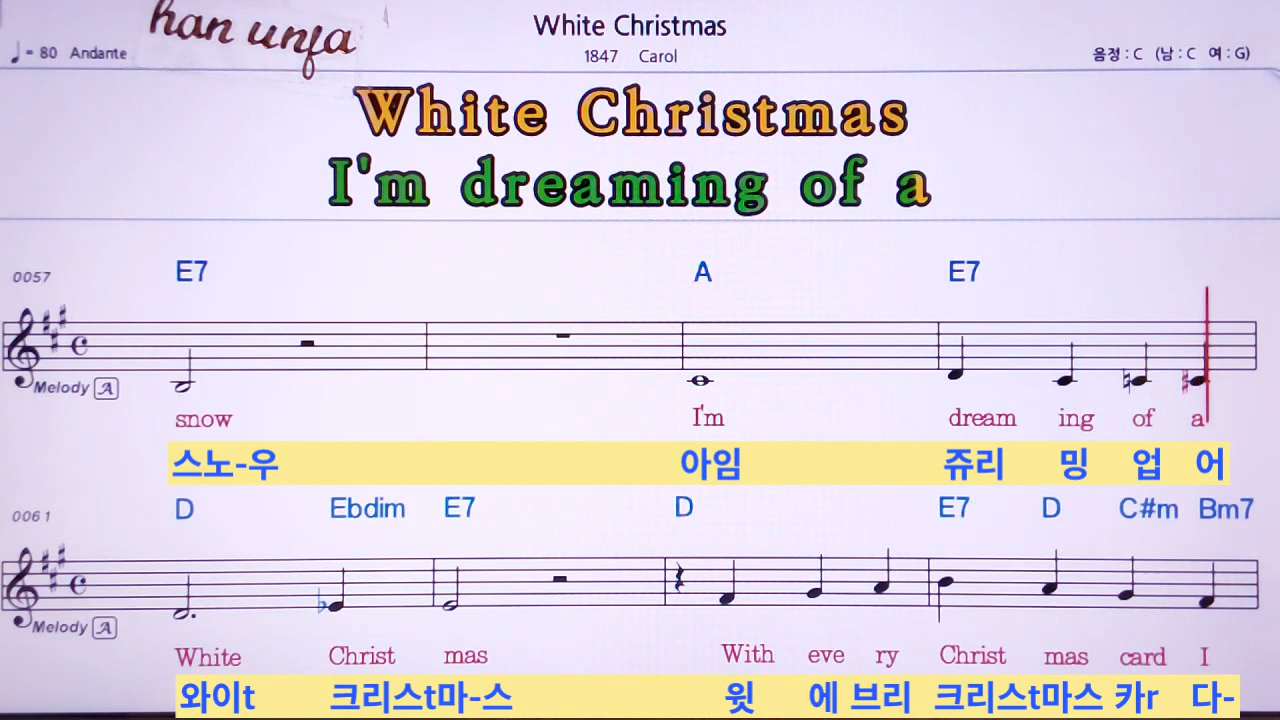 han unja
White Christmas
♩= 80 Andante
1847 Carol
음정 : C (남 : C 여 : G)
White Christmas
I'm dreaming of a
0057
E7 A E7
Melody A
snow I'm dream ing of a
스노-우 아임 쥬리 밍 업 어
0061
D Ebdim E7 D E7 D C#m Bm7
Melody A
White Christ mas With eve ry Christ mas card I
와이t 크리스t마-스 윗 에 브리 크리스t마스 카r 다-